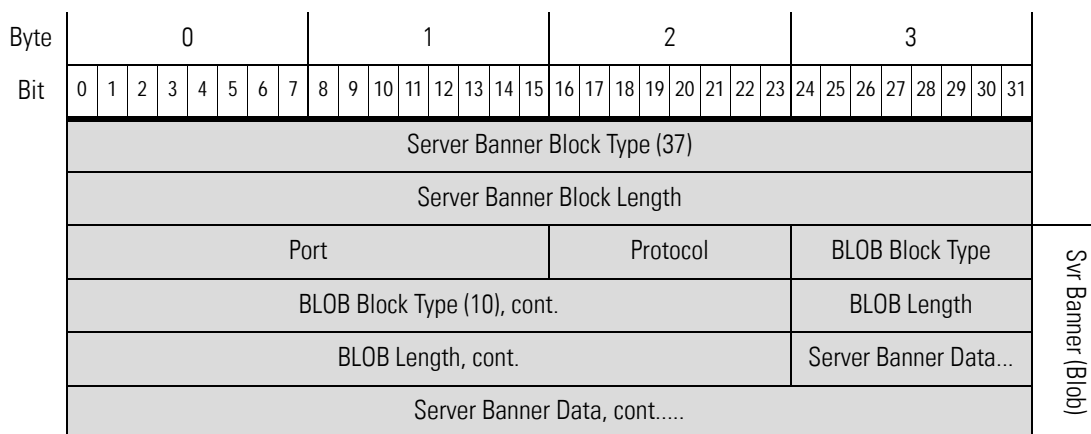 Byte 0 1 2 3
Bit 0 1 2 3 4 5 6 7 8 9 10 11 12 13 14 15 16 17 18 19 20 21 22 23 24 25 26 27 28 29 30 31
Server Banner Block Type (37)
Server Banner Block Length
Port Protocol BLOB Block Type
BLOB Block Type (10), cont. BLOB Length
BLOB Length, cont. Server Banner Data...
Server Banner Data, cont.....
Svr Banner (Blob)